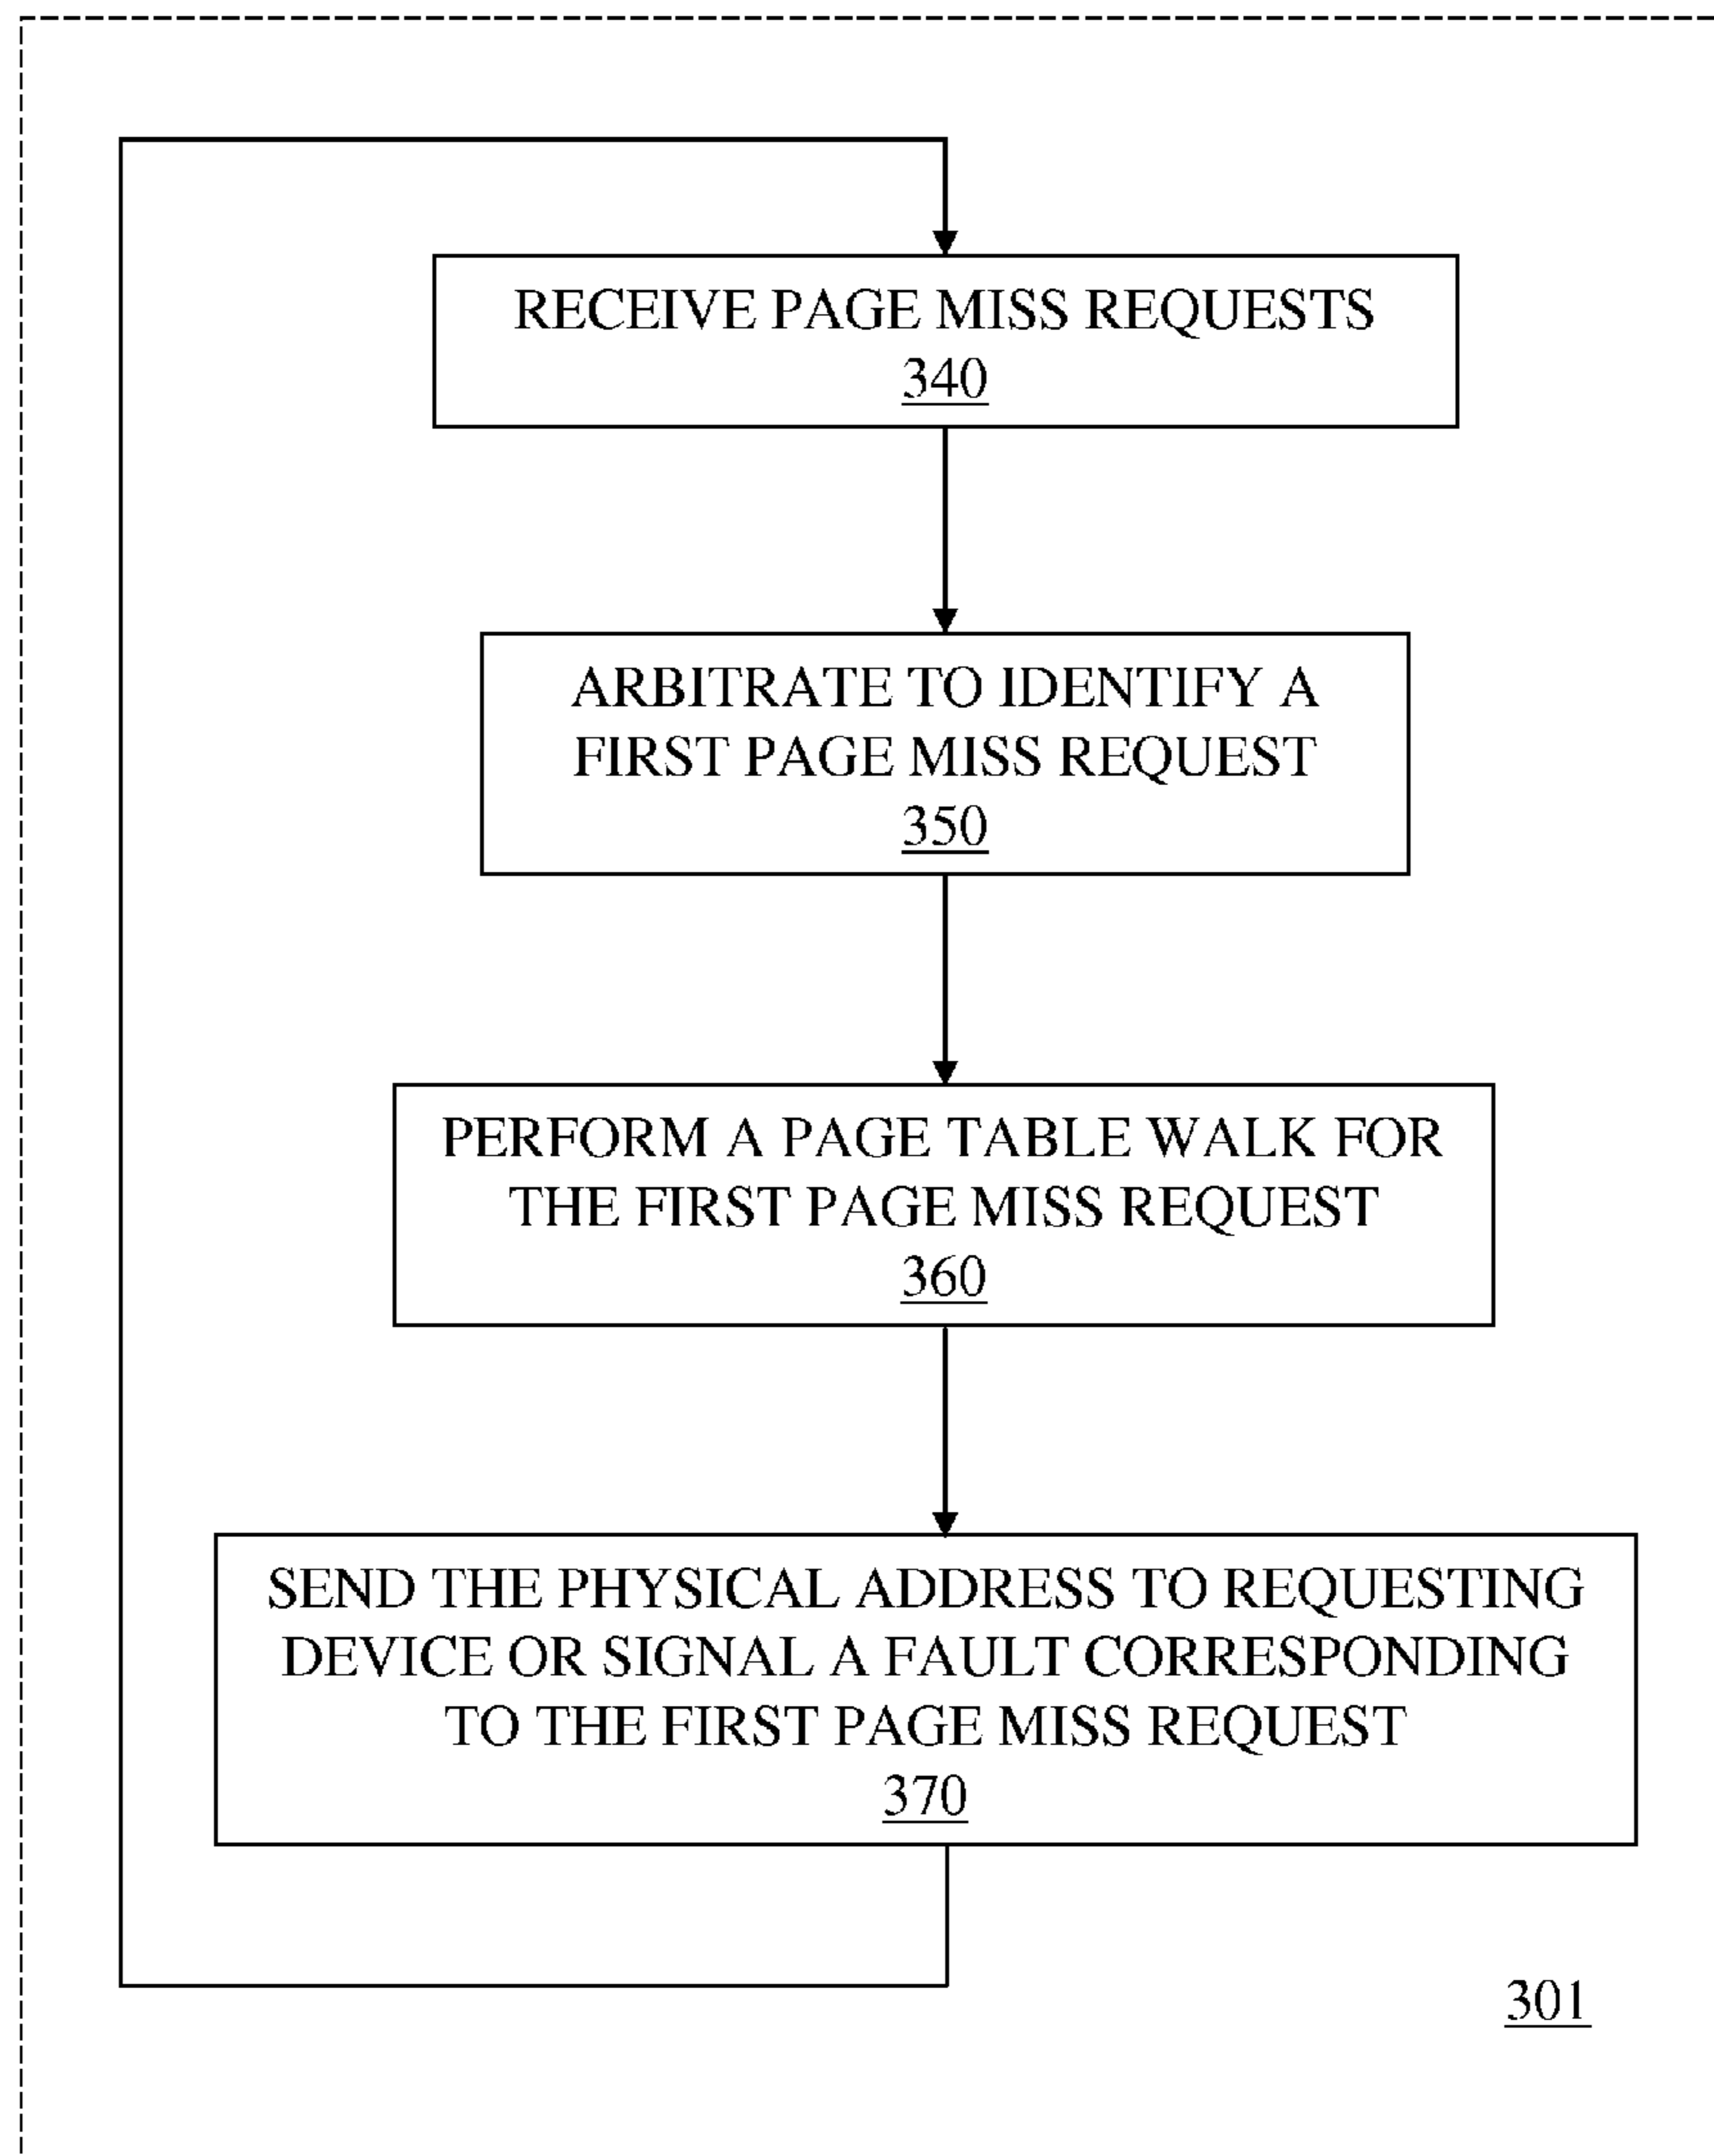 RECEIVE PAGE MISS REQUESTS
340
ARBITRATE TO IDENTIFY A
FIRST PAGE MISS REQUEST
350
PERFORM A PAGE TABLE WALK FOR
THE FIRST PAGE MISS REQUEST
360
SEND THE PHYSICAL ADDRESS TO REQUESTING
DEVICE OR SIGNAL A FAULT CORRESPONDING
TO THE FIRST PAGE MISS REQUEST
370
301